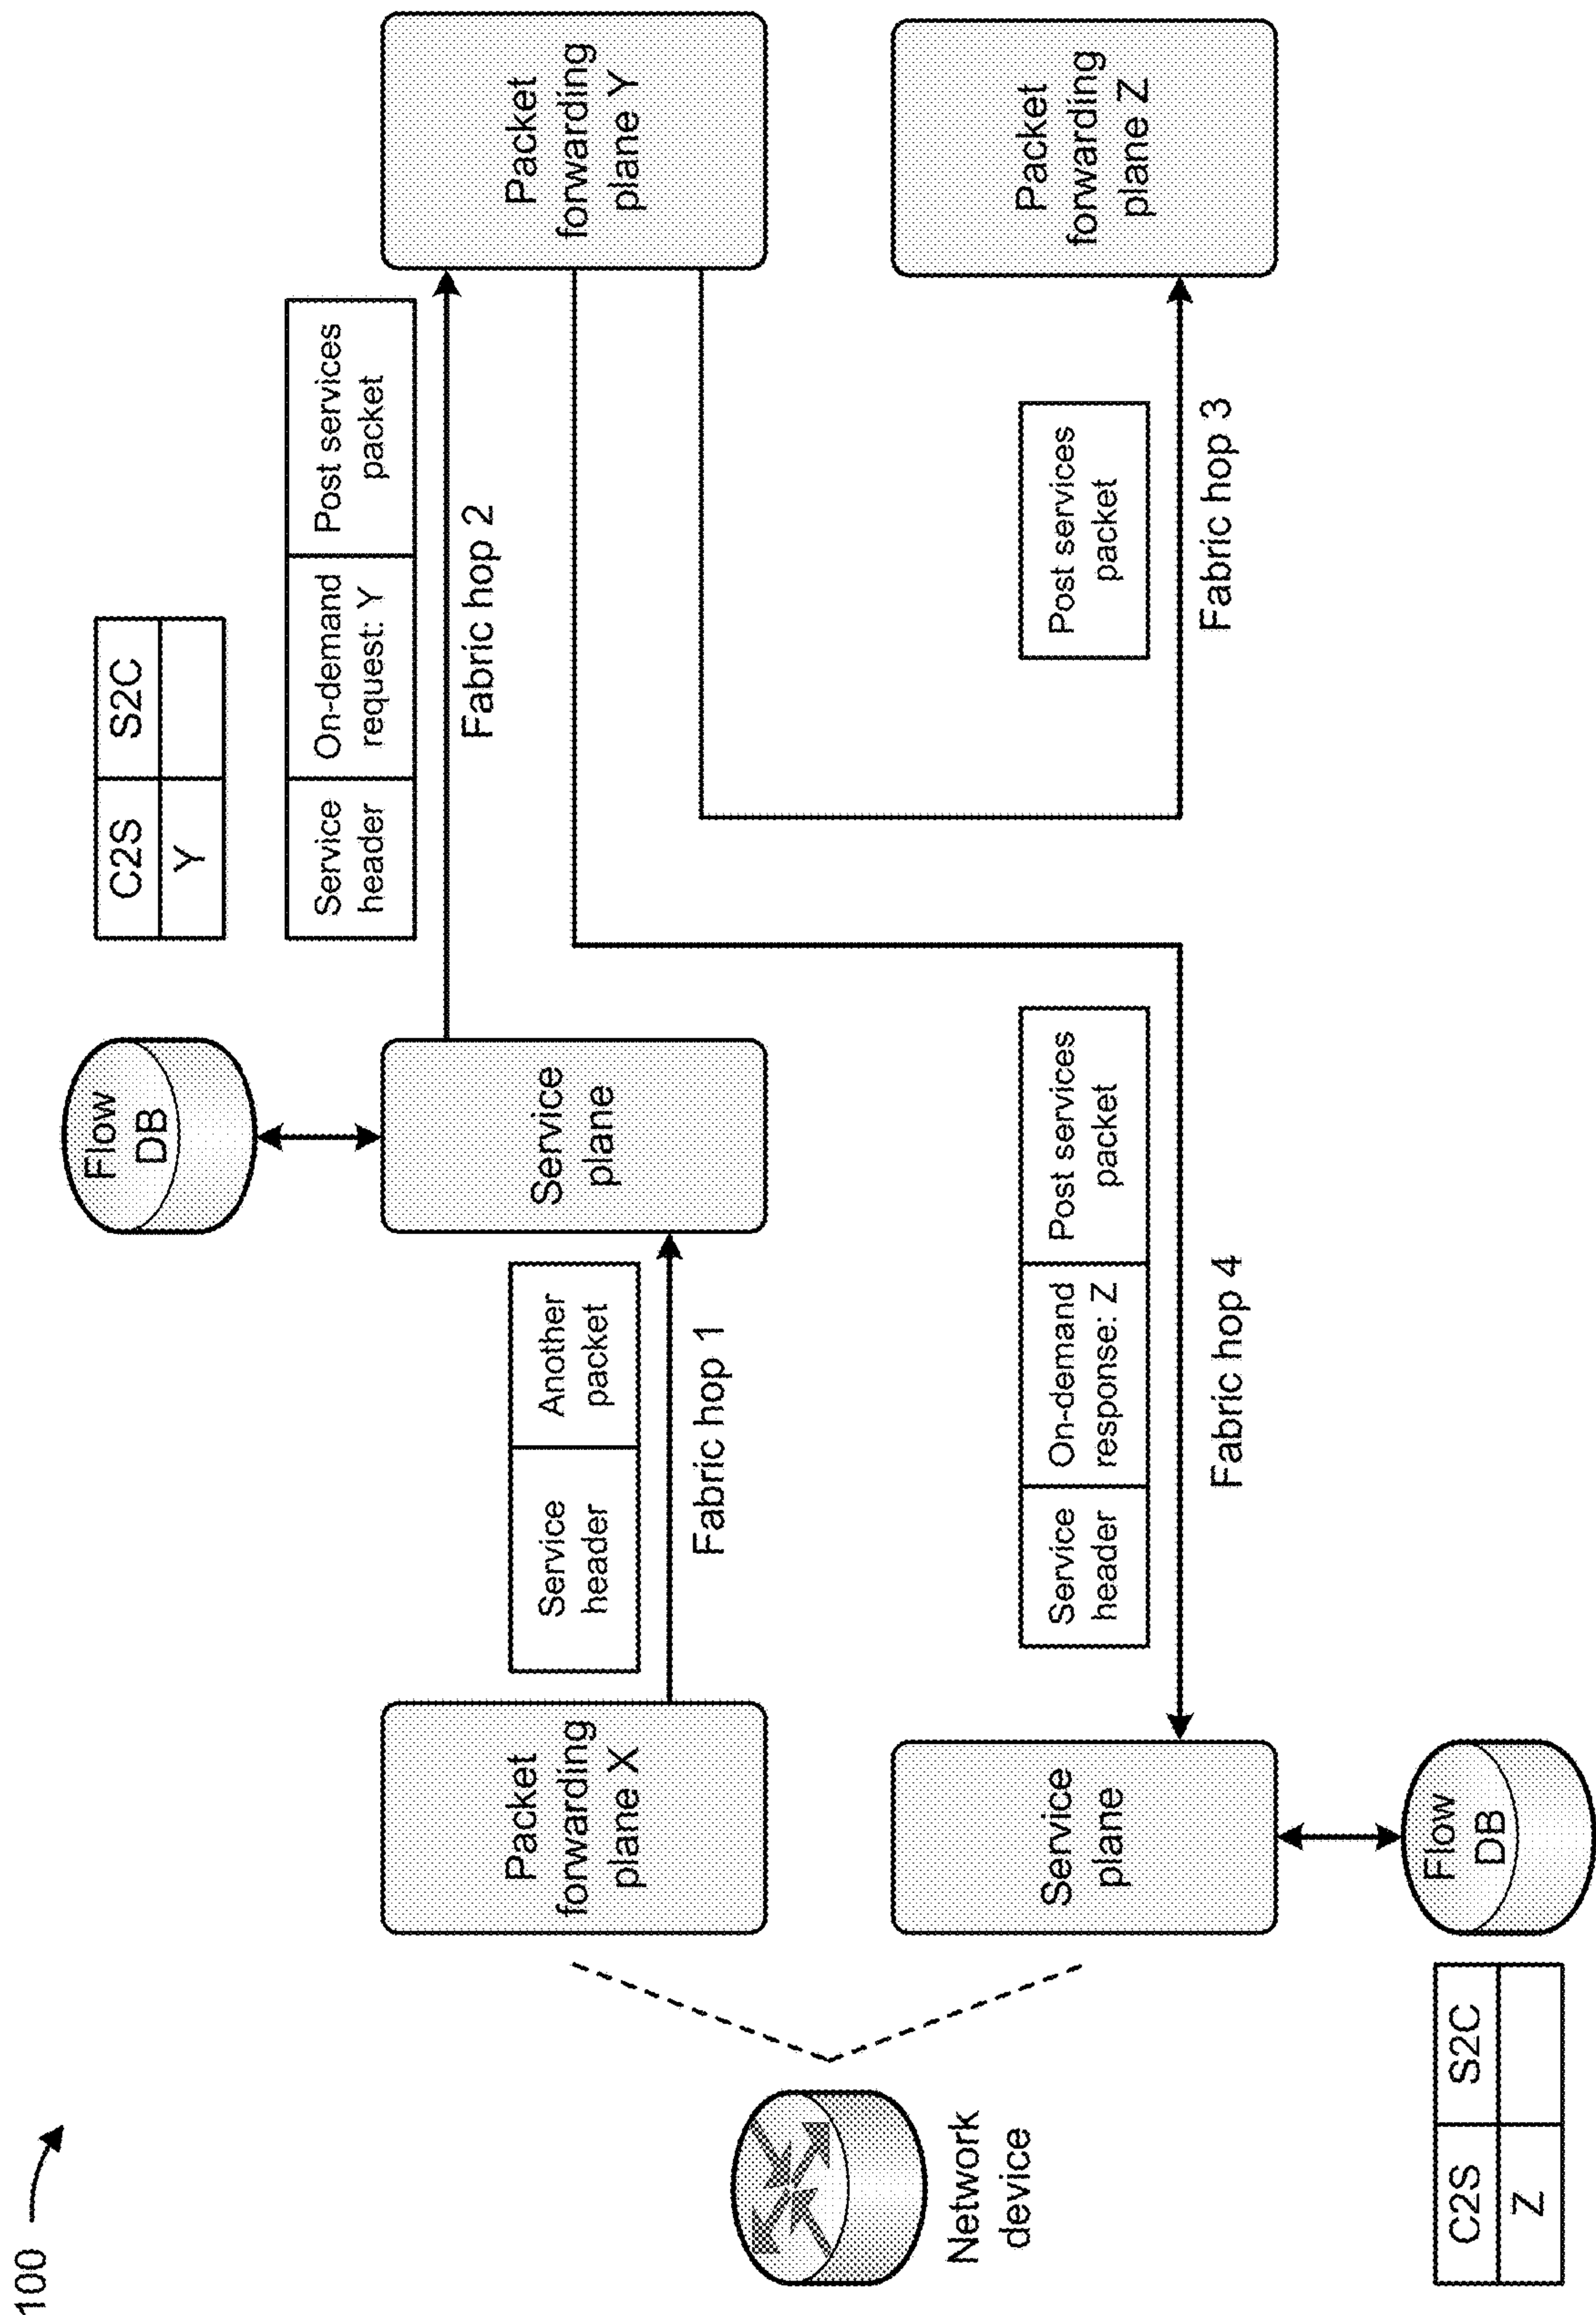 100
Flow
DB
C2S S2C
Y
Service
header
On-demand
request: Y
Post services
packet
Packet
forwarding
plane X
Service
header
Another
packet
Fabric hop 1
Service
plane
Fabric hop 2
Packet
forwarding
plane Y
Network
device
Service
plane
Service
header
On-demand
response: Z
Post services
packet
Fabric hop 4
Post services
packet
Fabric hop 3
Packet
forwarding
plane Z
C2S S2C
Z
Flow
DB